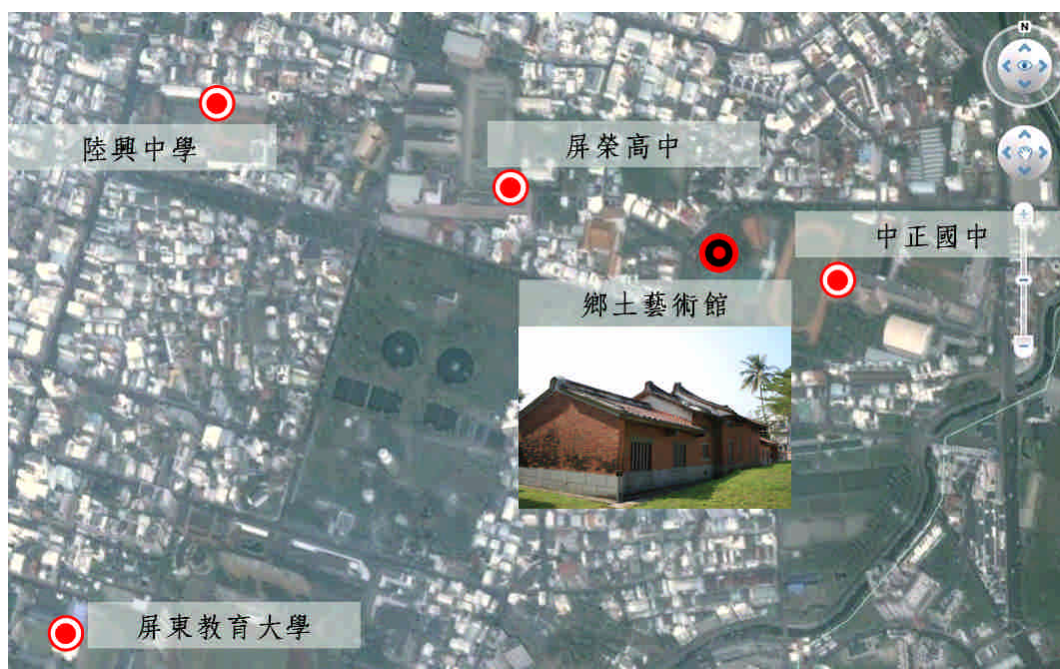 N
陸興中學
屏榮高中
中正國中
鄉土藝術館
屏東教育大學